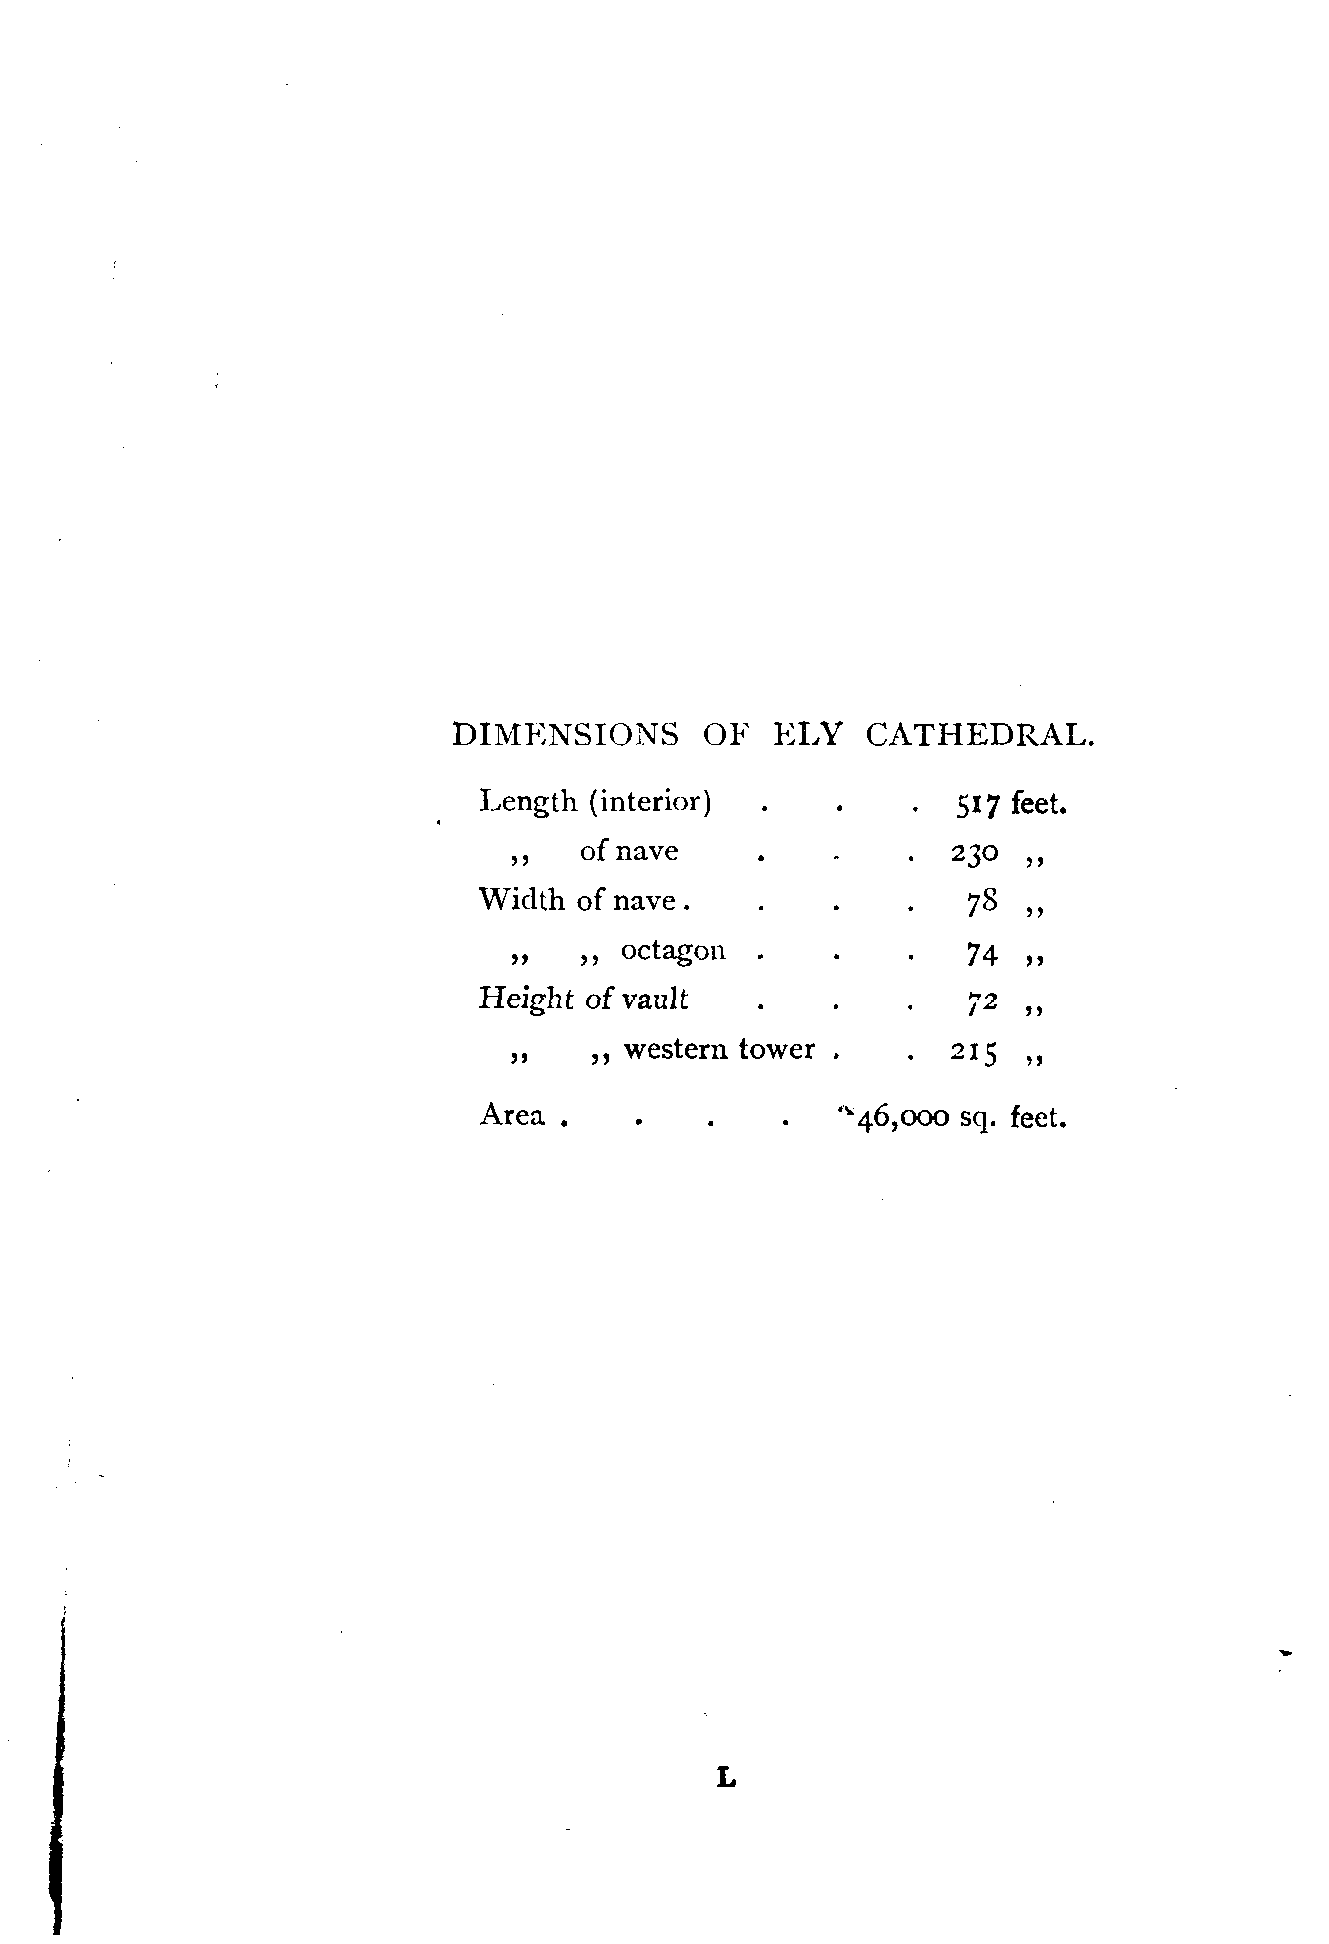 DIMENSIONS OF ELY CATHEDRAL.
Length (interior) . . . 517 feet.
,, of nave . . . 230 ,,
Width of nave . . . . 78 ,,
,, ,, octagon . . . 74 ,,
Height of vault . . . 72 ,,
,, ,, western tower . . 215 ,,
Area . . . . 46,000 sq. feet.
L